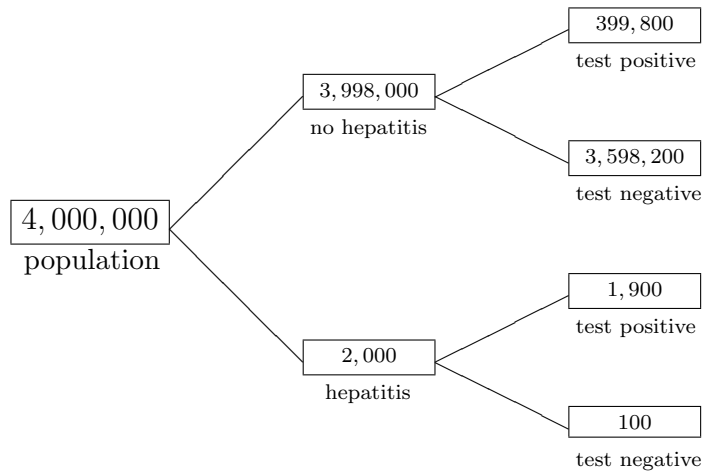 399, 800
test positive
3, 998, 000
no hepatitis
3, 598, 200
test negative
4, 000, 000
population
1, 900
test positive
2, 000
hepatitis
100
test negative